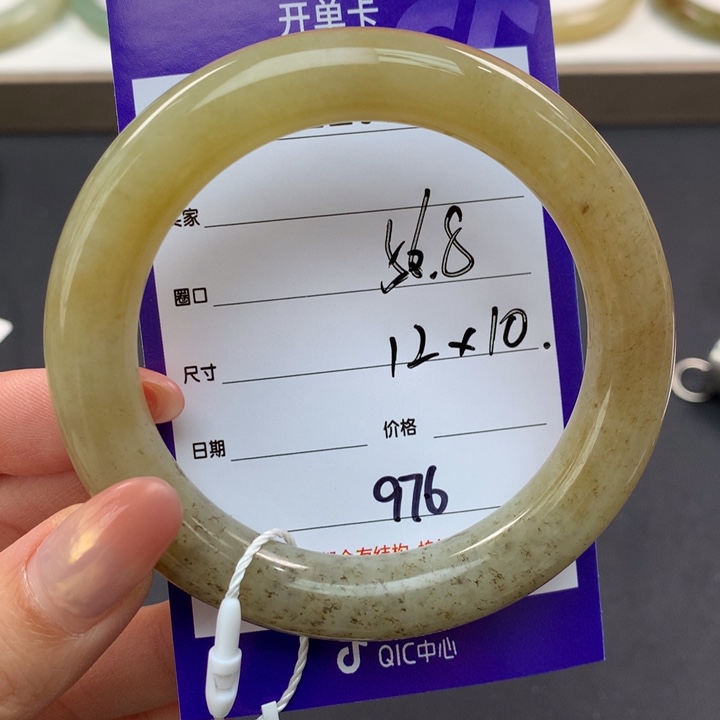 开单卡
家
圈口 56.8
尺寸 12×10.
日期 价格
976
QIC中心